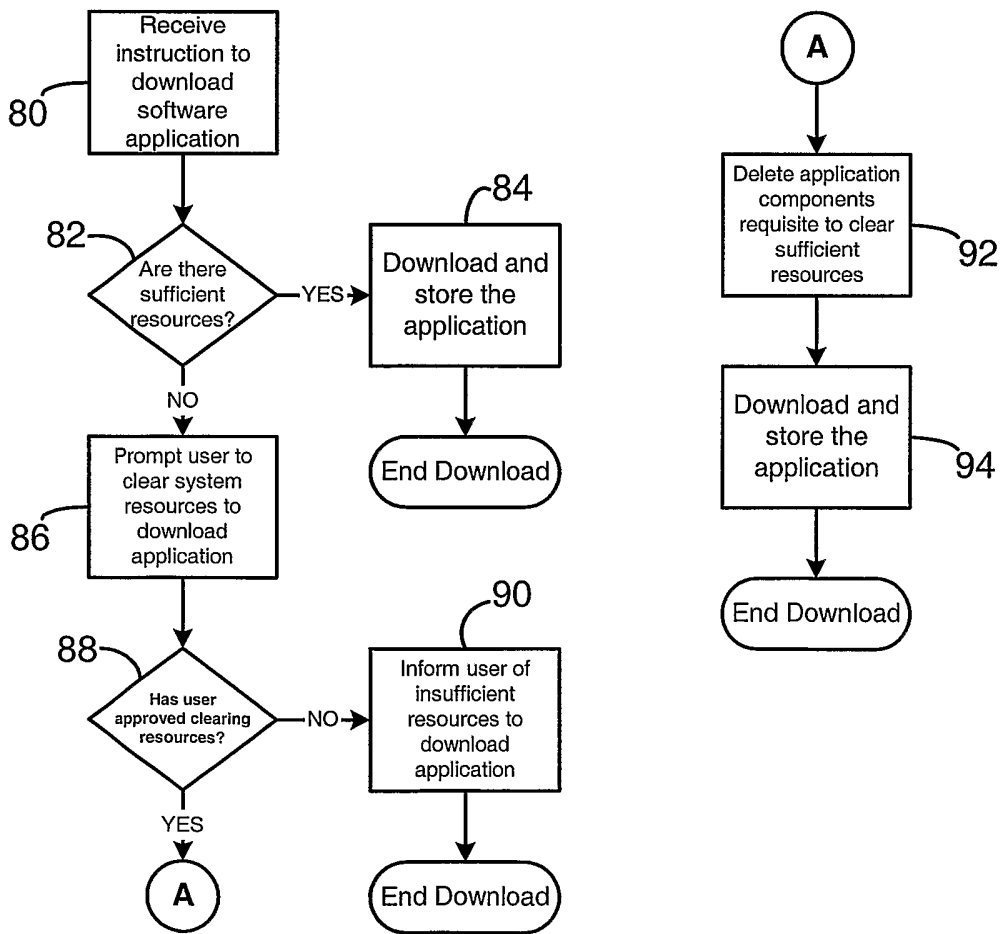 Receive
instruction to
download
software
application
80
82
Are there
sufficient
resources?
YES
84
Download and
store the
application
End Download
NO
Prompt user to
clear system
resources to
download
application
86
88
Has user
approved clearing
resources?
NO
90
Inform user of
insufficient
resources to
download
application
End Download
YES
A
A
Delete application
components
requisite to clear
sufficient
resources
92
Download and
store the
application
94
End Download